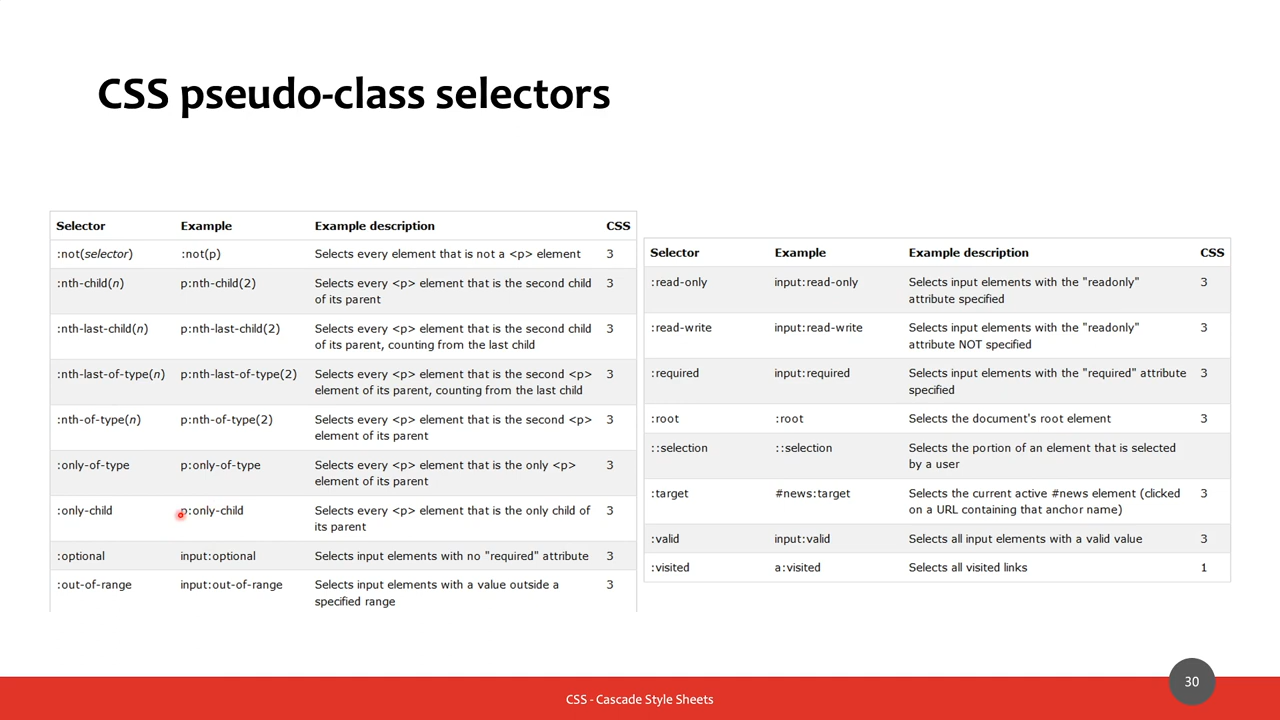 CSS pseudo-class selectors
Selector Example Example description CSS
:not(selector) :not(p) Selects every element that is not a <p> element 3
:nth-child(n) p:nth-child(2) Selects every <p> element that is the second child 3
of its parent
:nth-last-child(n) p:nth-last-child(2) Selects every <p> element that is the second child 3
of its parent, counting from the last child
:nth-last-of-type(n) p:nth-last-of-type(2) Selects every <p> element that is the second <p> 3
element of its parent, counting from the last child
:nth-of-type(n) p:nth-of-type(2) Selects every <p> element that is the second <p> 3
element of its parent
:only-of-type p:only-of-type Selects every <p> element that is the only <p> 3
element of its parent
:only-child p:only-child Selects every <p> element that is the only child of 3
its parent
:optional input:optional Selects input elements with no "required" attribute 3
:out-of-range input:out-of-range Selects input elements with a value outside a 3
specified range
Selector Example Example description CSS
:read-only input:read-only Selects input elements with the "readonly" 3
attribute specified
:read-write input:read-write Selects input elements with the "readonly" 3
attribute NOT specified
:required input:required Selects input elements with the "required" attribute 3
specified
:root :root Selects the document's root element 3
::selection ::selection Selects the portion of an element that is selected
by a user
:target #news:target Selects the current active #news element (clicked 3
on a URL containing that anchor name)
:valid input:valid Selects all input elements with a valid value 3
:visited a:visited Selects all visited links 1
30
CSS - Cascade Style Sheets